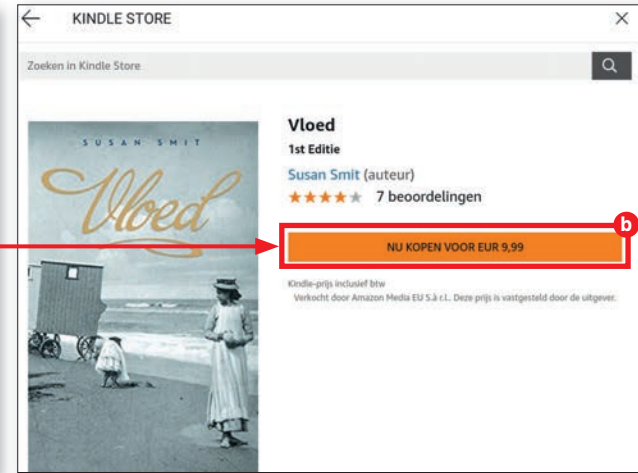 KINDLE STORE
Zoeken in Kindle Store
SUSAN SMIT
Vloed
Vloed
1st Editie
Susan Smit (auteur)
7 beoordelingen
b
NU KOPEN VOOR EUR 9,99
Kindle-prijs inclusief btw
Verkocht door Amazon Media EU S.à r.l.. Deze prijs is vastgesteld door de uitgever.